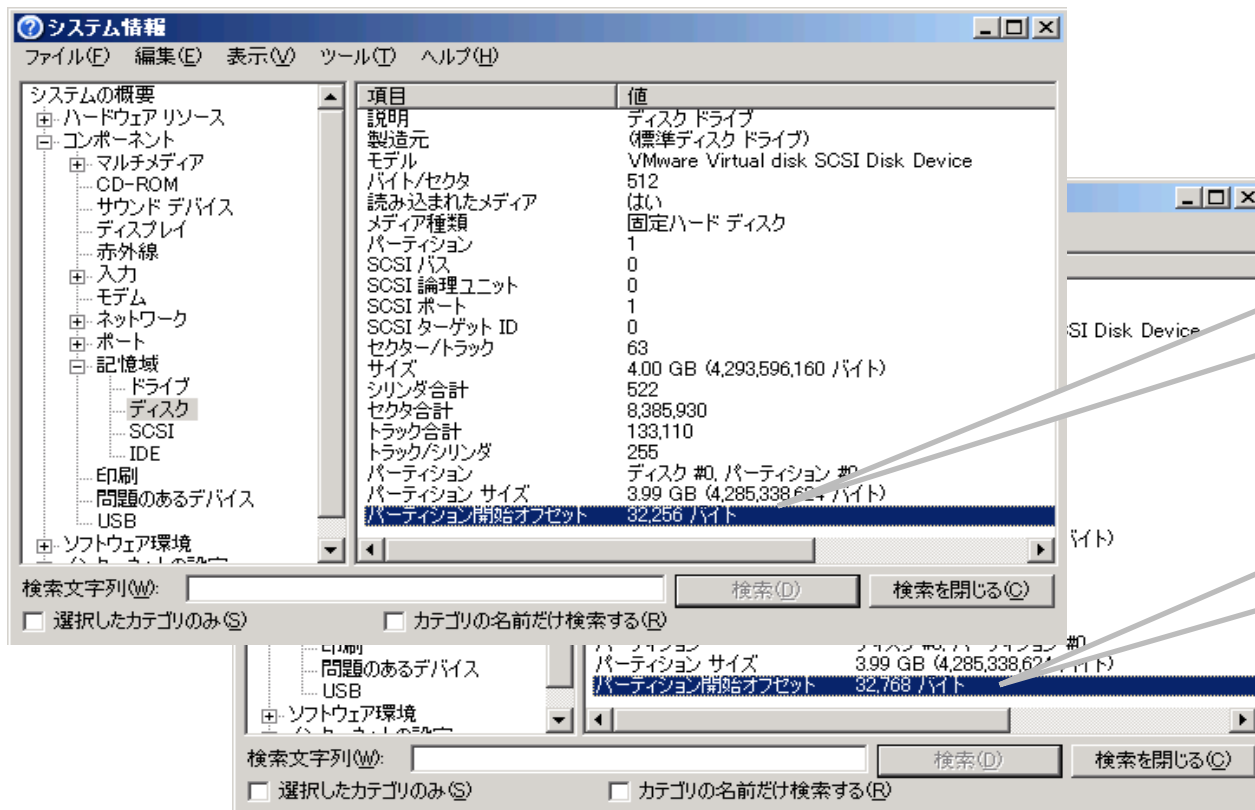 システム情報
ファイル(F) 編集(E) 表示(V) ツール(T) ヘルプ(H)
システムの概要
ハードウェア リソース
コンポーネント
マルチメディア
CD-ROM
サウンド デバイス
ディスプレイ
赤外線
入力
モデム
ネットワーク
ポート
記憶域
ドライブ
ディスク
SCSI
IDE
印刷
問題のあるデバイス
USB
ソフトウェア環境
項目 値
説明 ディスク ドライブ
製造元 (標準ディスク ドライブ)
モデル VMware Virtual disk SCSI Disk Device
バイト/セクタ 512
読み込まれたメディア はい
メディア種類 固定ハード ディスク
パーティション 1
SCSI バス 0
SCSI 論理ユニット 0
SCSI ポート 1
SCSI ターゲット ID 0
セクター/トラック 63
サイズ 4.00 GB (4,293,596,160 バイト)
シリンダ合計 522
セクタ合計 8,385,930
トラック合計 133,110
トラック/シリンダ 255
パーティション ディスク #0, パーティション #0
パーティション サイズ 3.99 GB (4,285,338,624 バイト)
パーティション開始オフセット 32,256 バイト
検索文字列(W): 検索(D) 検索を閉じる(C)
選択したカテゴリのみ(S) カテゴリの名前だけ検索する(R)
SI Disk Device
バイト)
印刷
問題のあるデバイス
USB
ソフトウェア環境
パーティション ディスク #0, パーティション #0
パーティション サイズ 3.99 GB (4,285,338,624 バイト)
パーティション開始オフセット 32,768 バイト
検索文字列(W): 検索(D) 検索を閉じる(C)
選択したカテゴリのみ(S) カテゴリの名前だけ検索する(R)